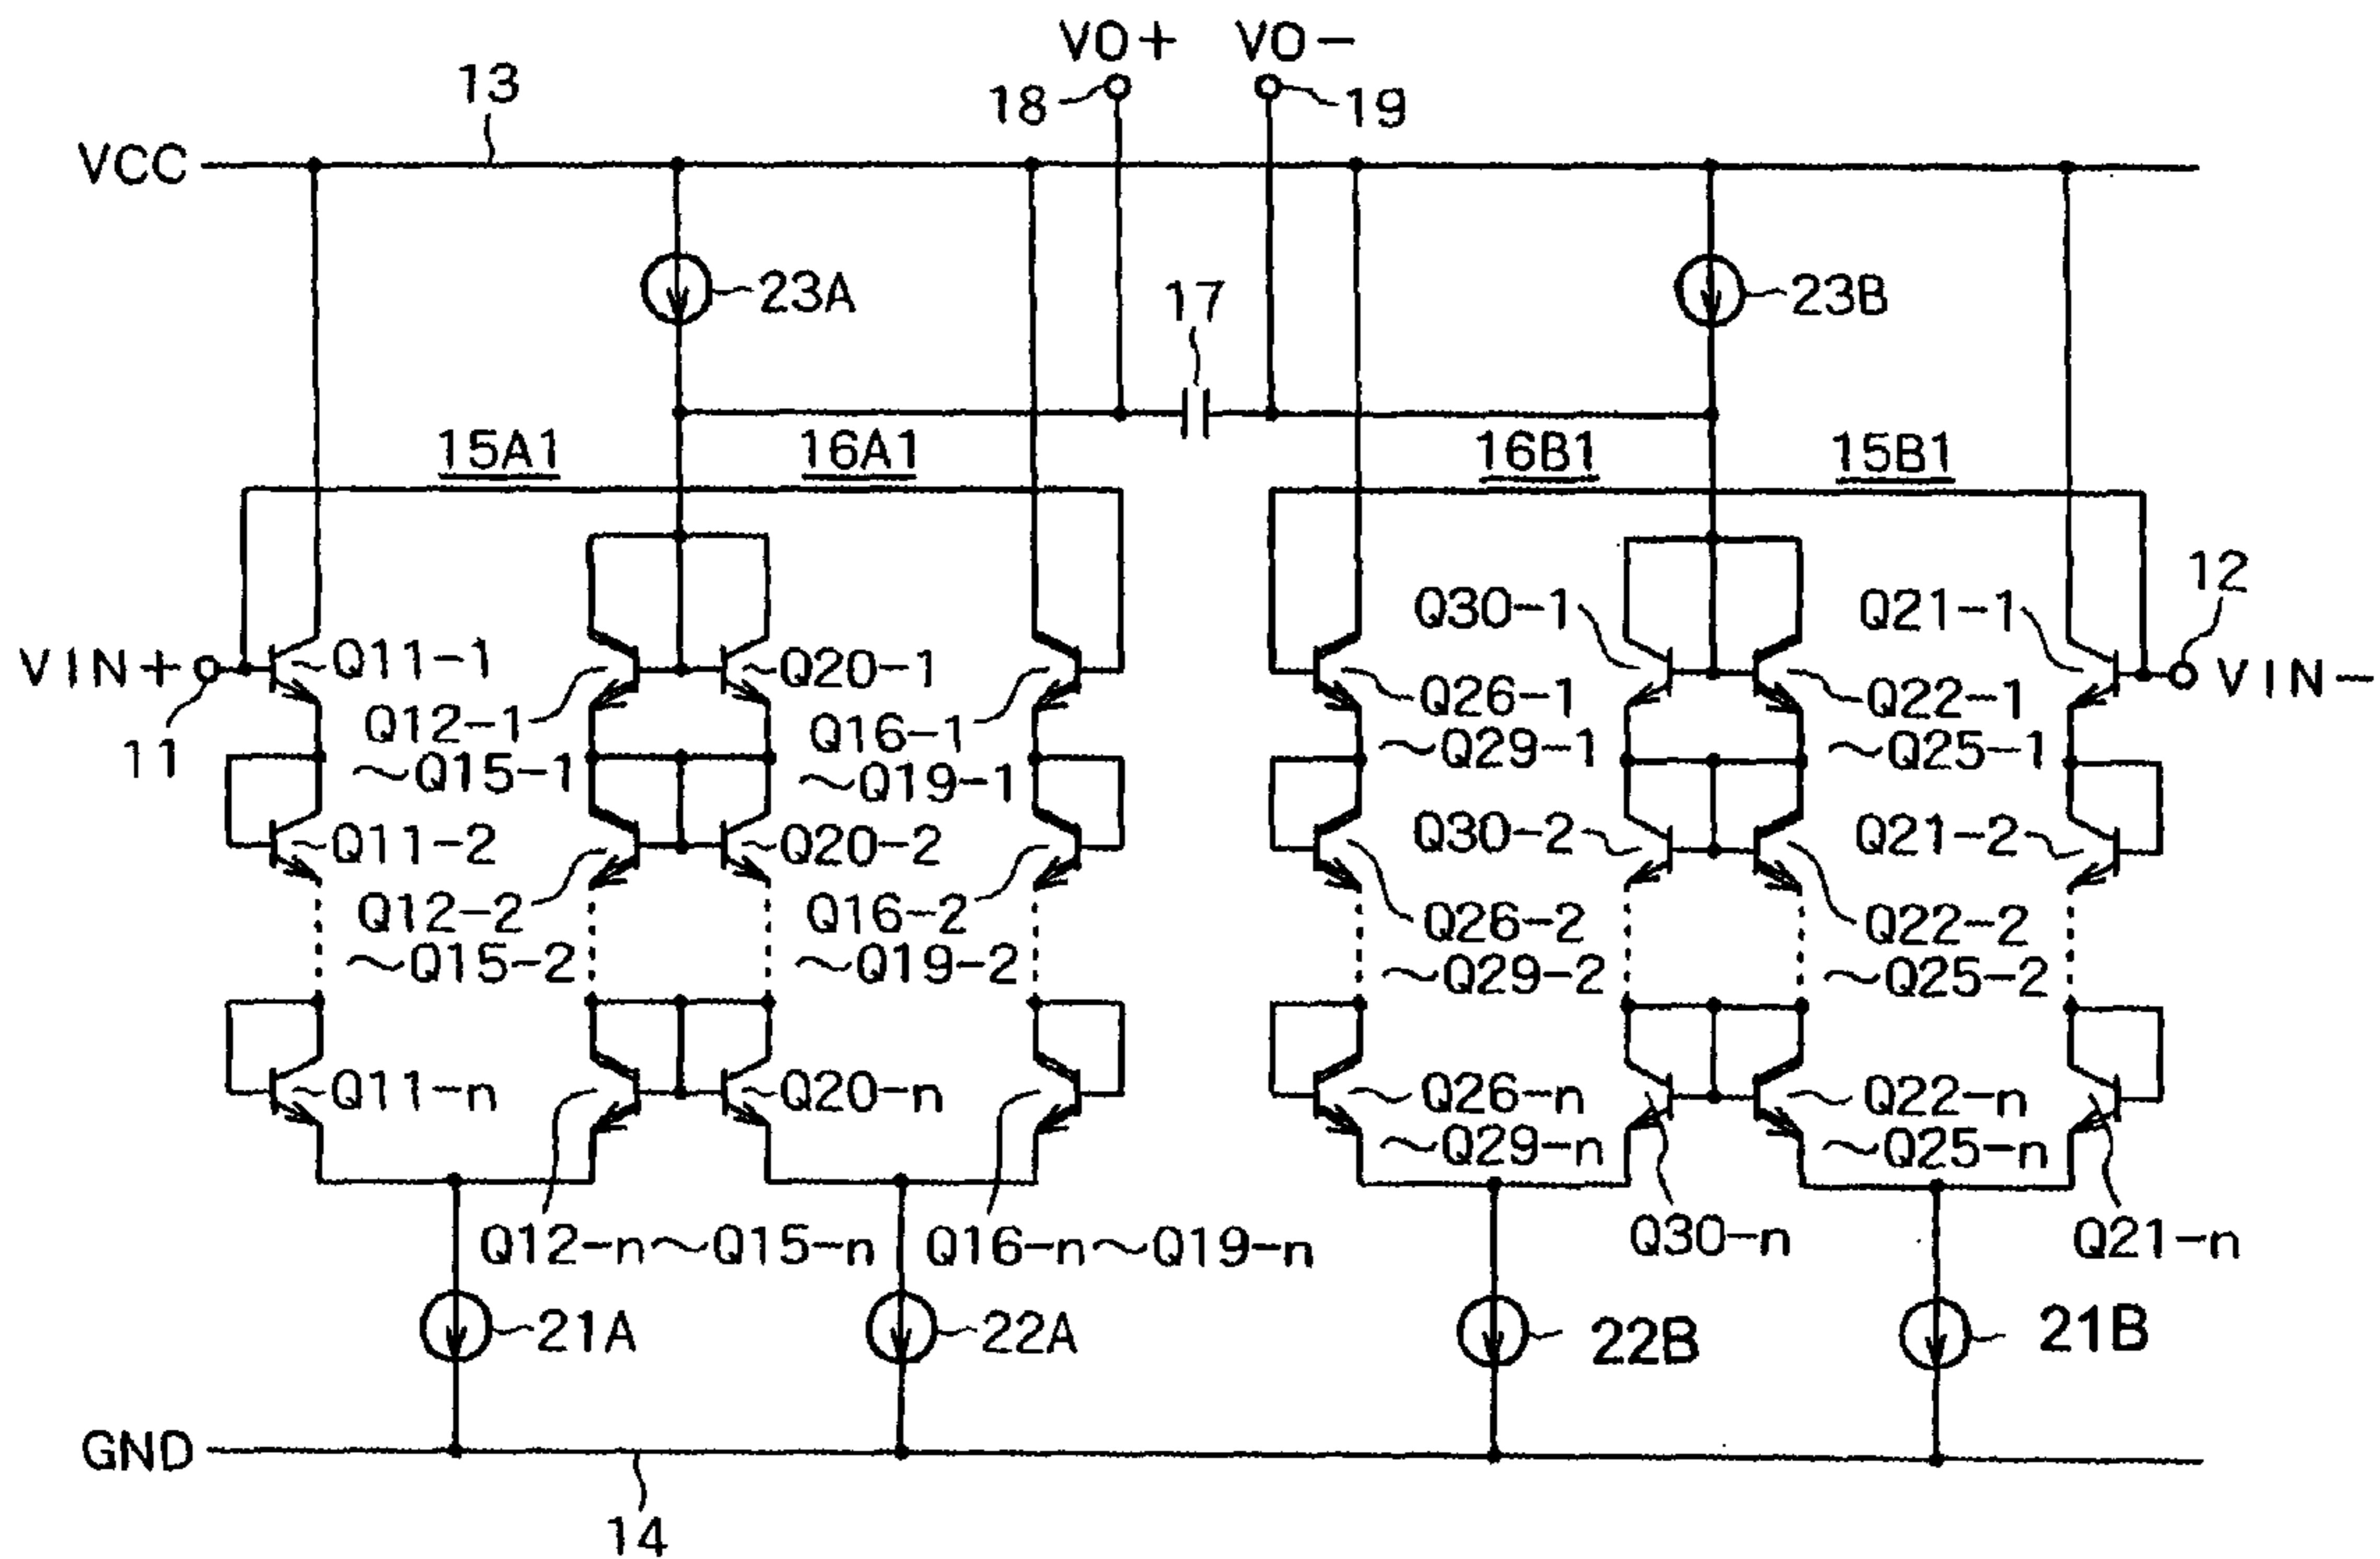 VO+ VO-
13 18 19
VCC
23A 17 23B
15A1 16A1 16B1 15B1
12
Q30-1 Q21-1
VIN+ Q11-1 Q20-1 VIN-
Q12-1 Q16-1 Q26-1 Q22-1
11 ~Q15-1 ~Q19-1 ~Q29-1 ~Q25-1
Q11-2 Q20-2 Q30-2 Q21-2
Q12-2 Q16-2 Q26-2 Q22-2
~Q15-2 ~Q19-2 ~Q29-2 ~Q25-2
Q11-n Q20-n Q26-n Q22-n
~Q29-n ~Q25-n
Q12-n~Q15-n Q16-n~Q19-n Q30-n Q21-n
21A 22A 22B 21B
GND
14